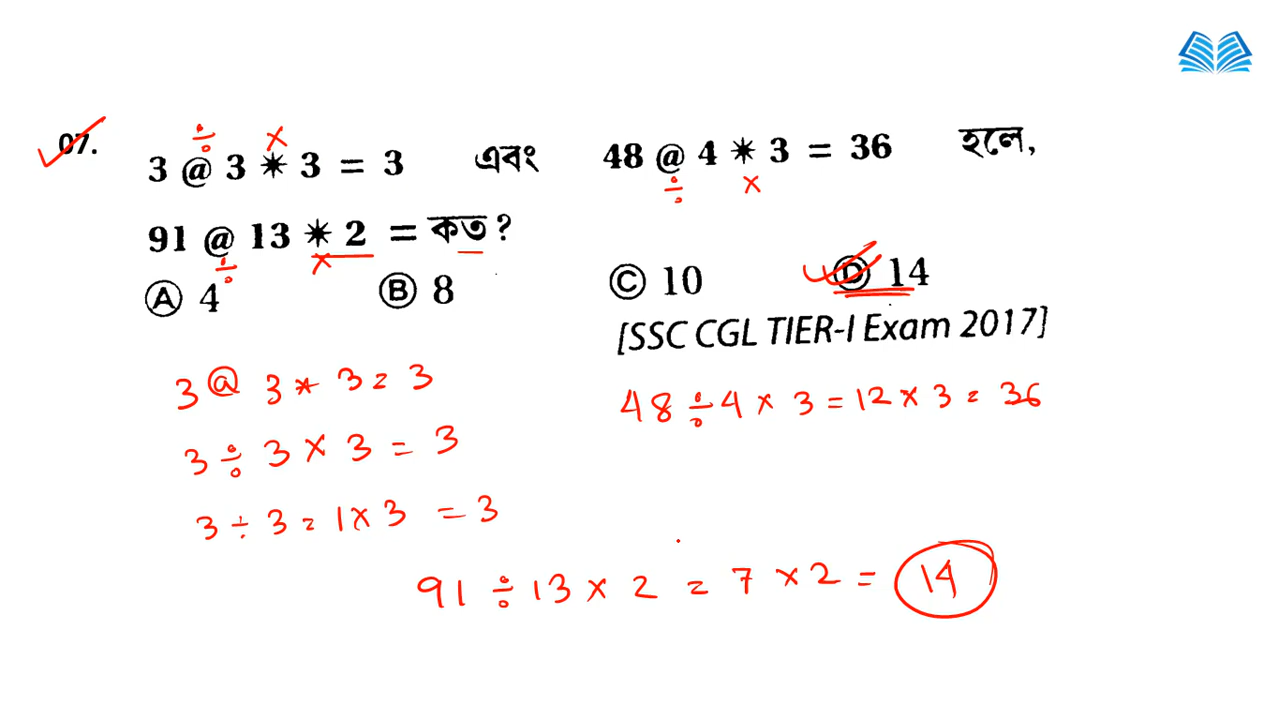 07. 3 @ 3 ✷ 3 = 3 এবং 48 @ 4 ✷ 3 = 36 হলে,
÷ × ÷ ×
91 @ 13 ✷ 2 = কত?
÷ ×
Ⓐ 4 Ⓑ 8 Ⓒ 10 Ⓓ 14
[SSC CGL TIER-I Exam 2017]
3 @ 3 * 3 = 3
48 ÷ 4 × 3 = 12 × 3 = 36
3 ÷ 3 × 3 = 3
3 ÷ 3 = 1 × 3 = 3
91 ÷ 13 × 2 = 7 × 2 = 14